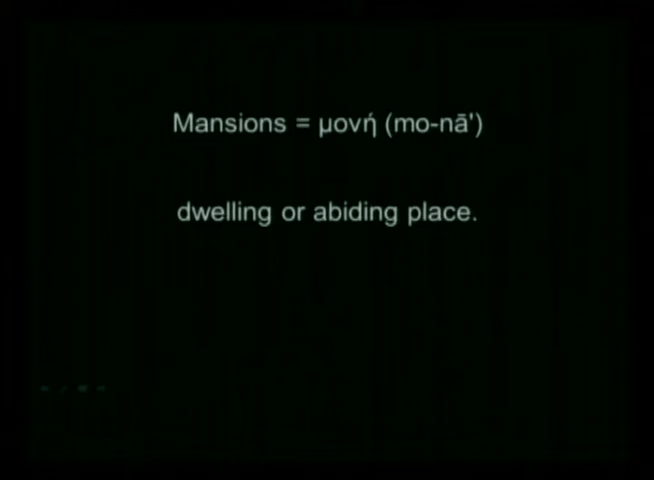 Mansions = μονή (mo-nā')
dwelling or abiding place.